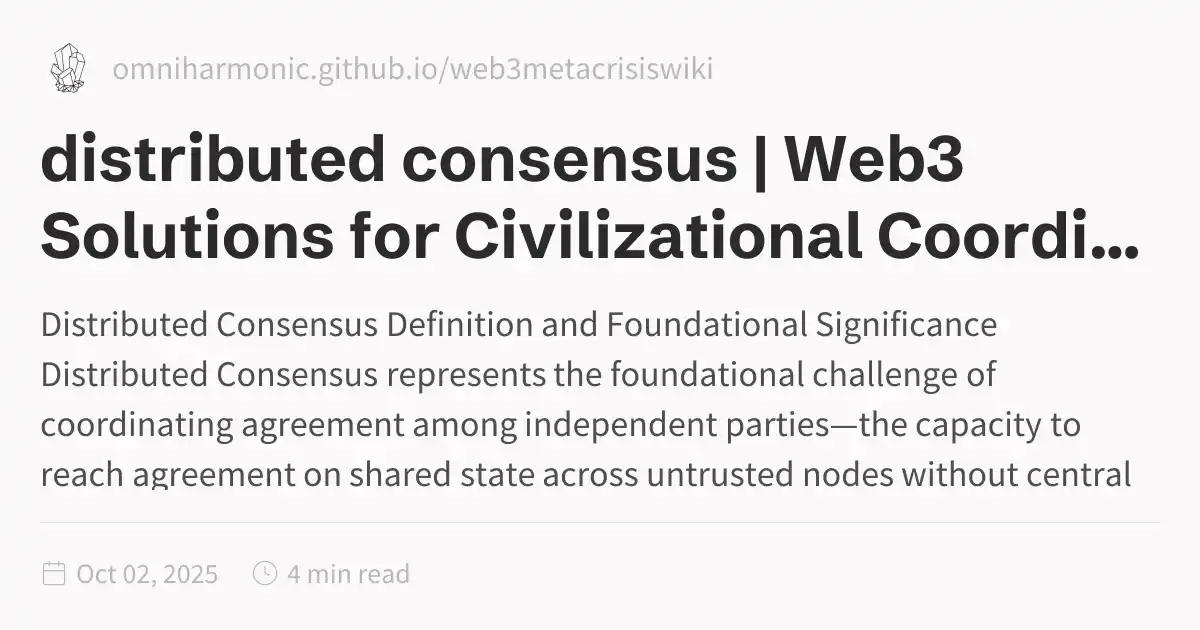 omniharmonic.github.io/web3metacrisiswiki
distributed consensus | Web3
Solutions for Civilizational Coordi...
Distributed Consensus Definition and Foundational Significance
Distributed Consensus represents the foundational challenge of
coordinating agreement among independent parties—the capacity to
reach agreement on shared state across untrusted nodes without central
Oct 02, 2025 4 min read